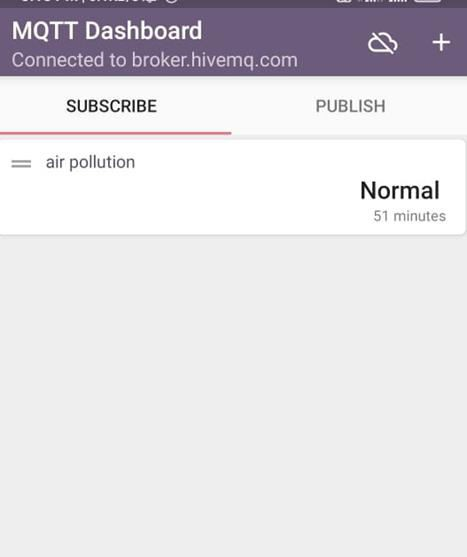 MQTT Dashboard
Connected to broker.hivemq.com
SUBSCRIBE
PUBLISH
air pollution
Normal
51 minutes